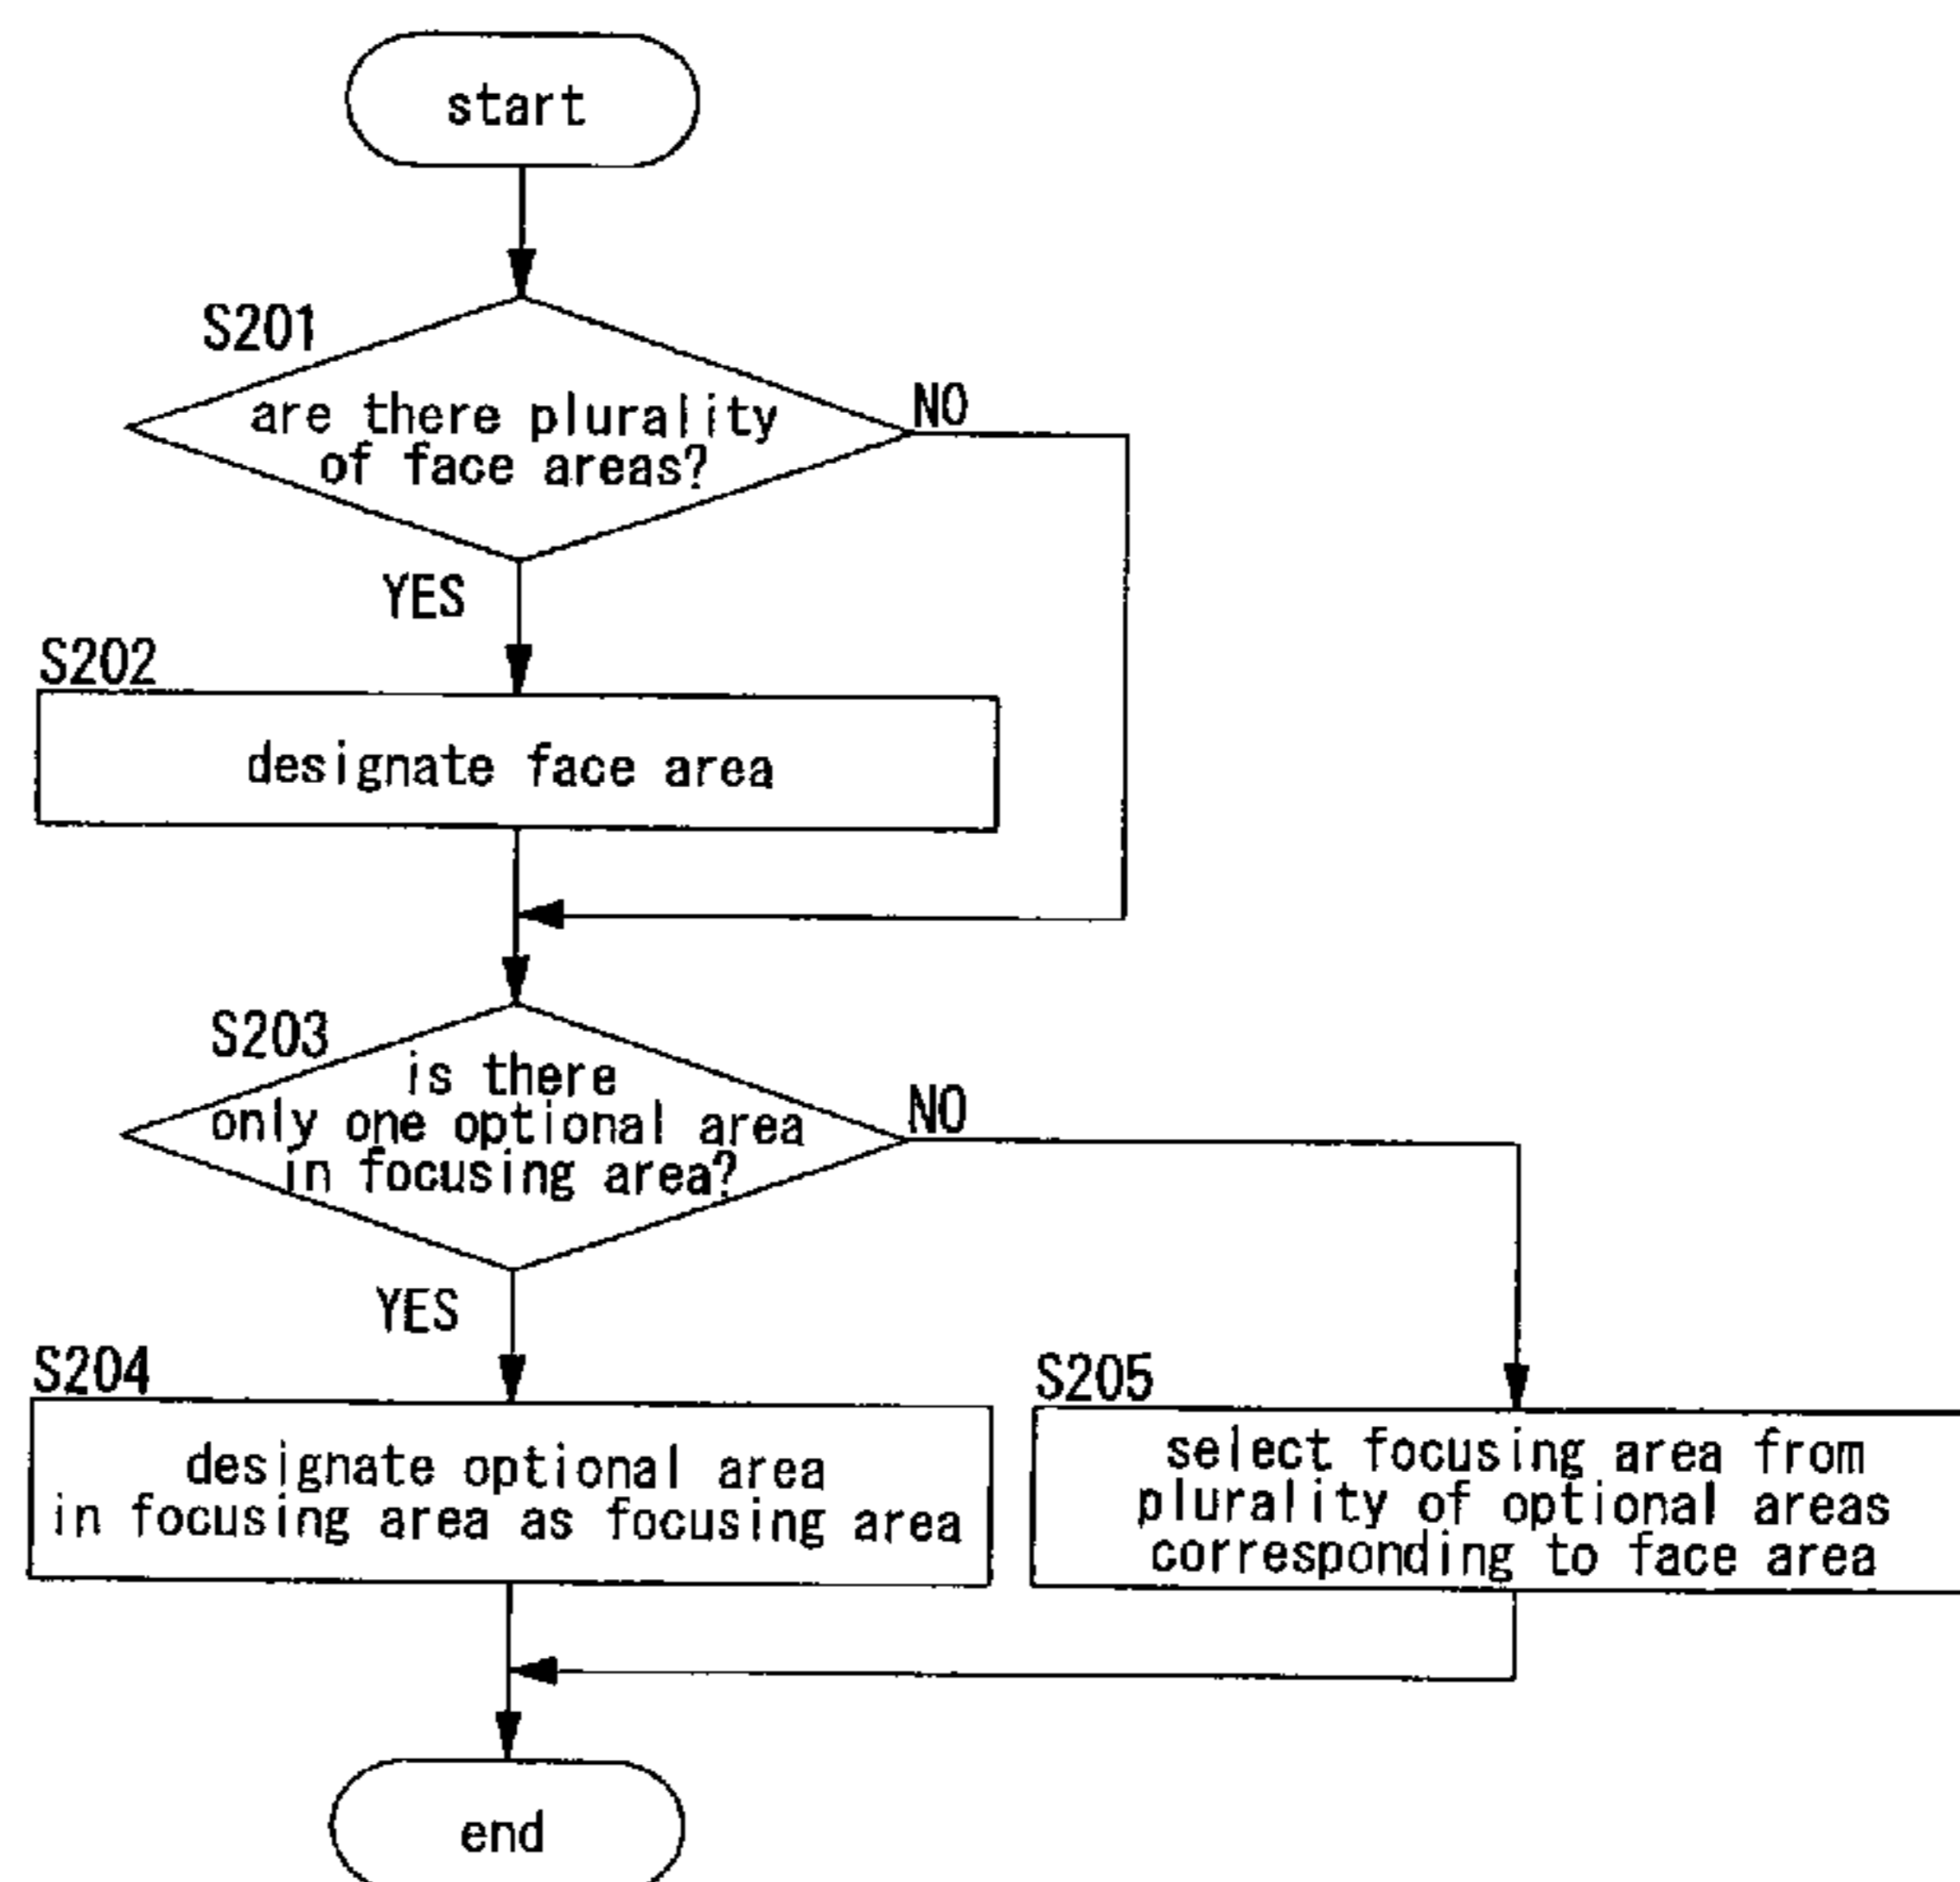 start
S201
are there plurality
of face areas?
NO
YES
S202
designate face area
S203
is there
only one optional area
in focusing area?
NO
YES
S204
designate optional area
in focusing area as focusing area
S205
select focusing area from
plurality of optional areas
corresponding to face area
end